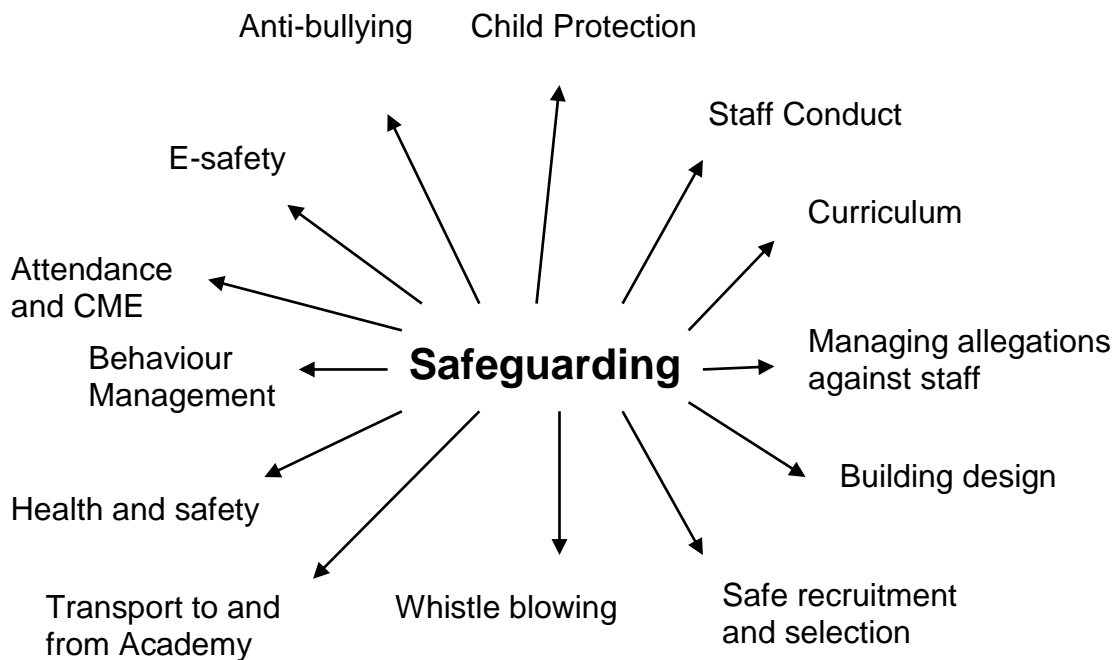 Anti-bullying
Child Protection
Staff Conduct
E-safety
Curriculum
Attendance
and CME
Safeguarding
Behaviour
Management
Managing allegations
against staff
Building design
Health and safety
Transport to and
from Academy
Whistle blowing
Safe recruitment
and selection